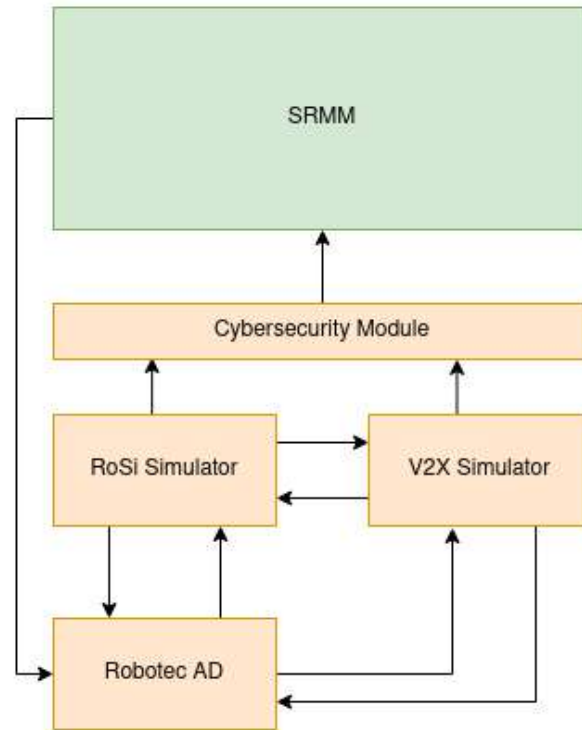 SRMM
Cybersecurity Module
RoSi Simulator
V2X Simulator
Robotec AD